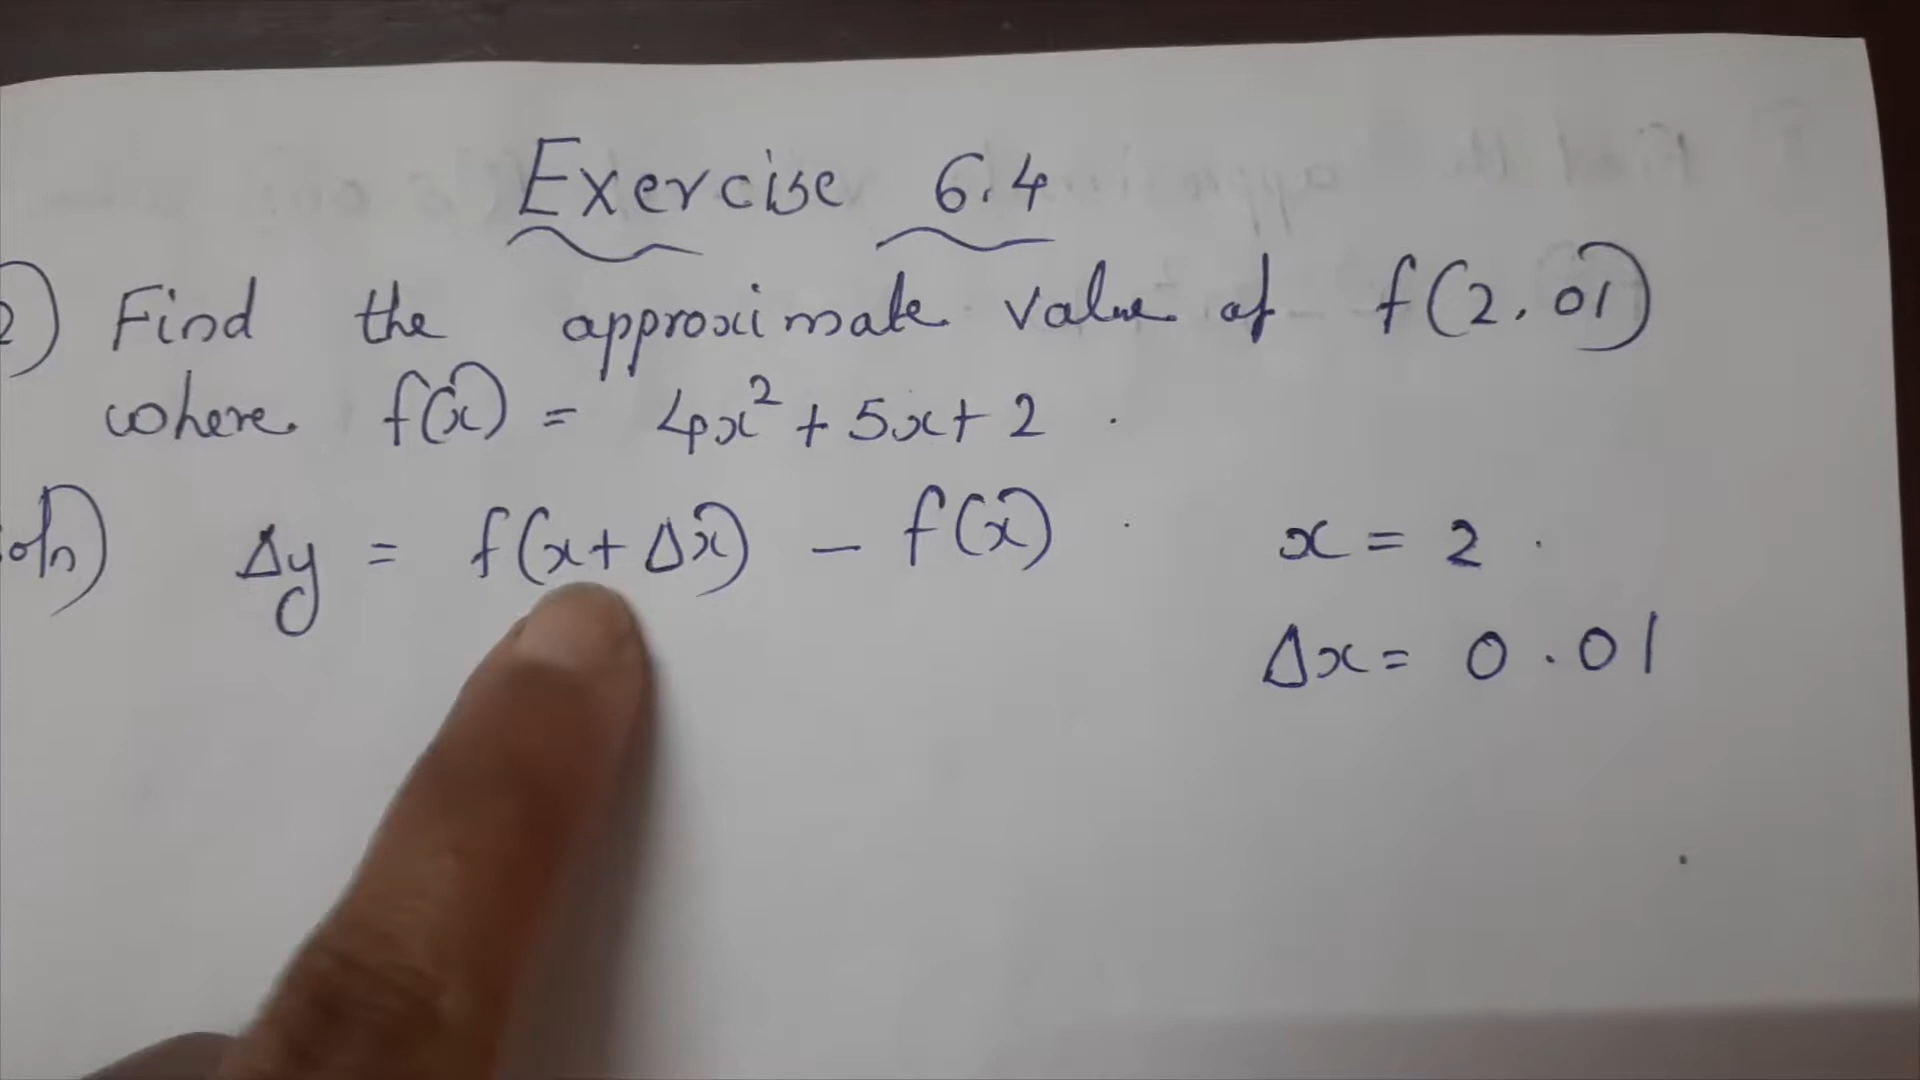 Exercise 6.4
2) Find the approximate value of f(2.01)
where f(x) = 4x² + 5x + 2 .
soln) Δy = f(x + Δx) - f(x) x = 2 .
Δx = 0.01